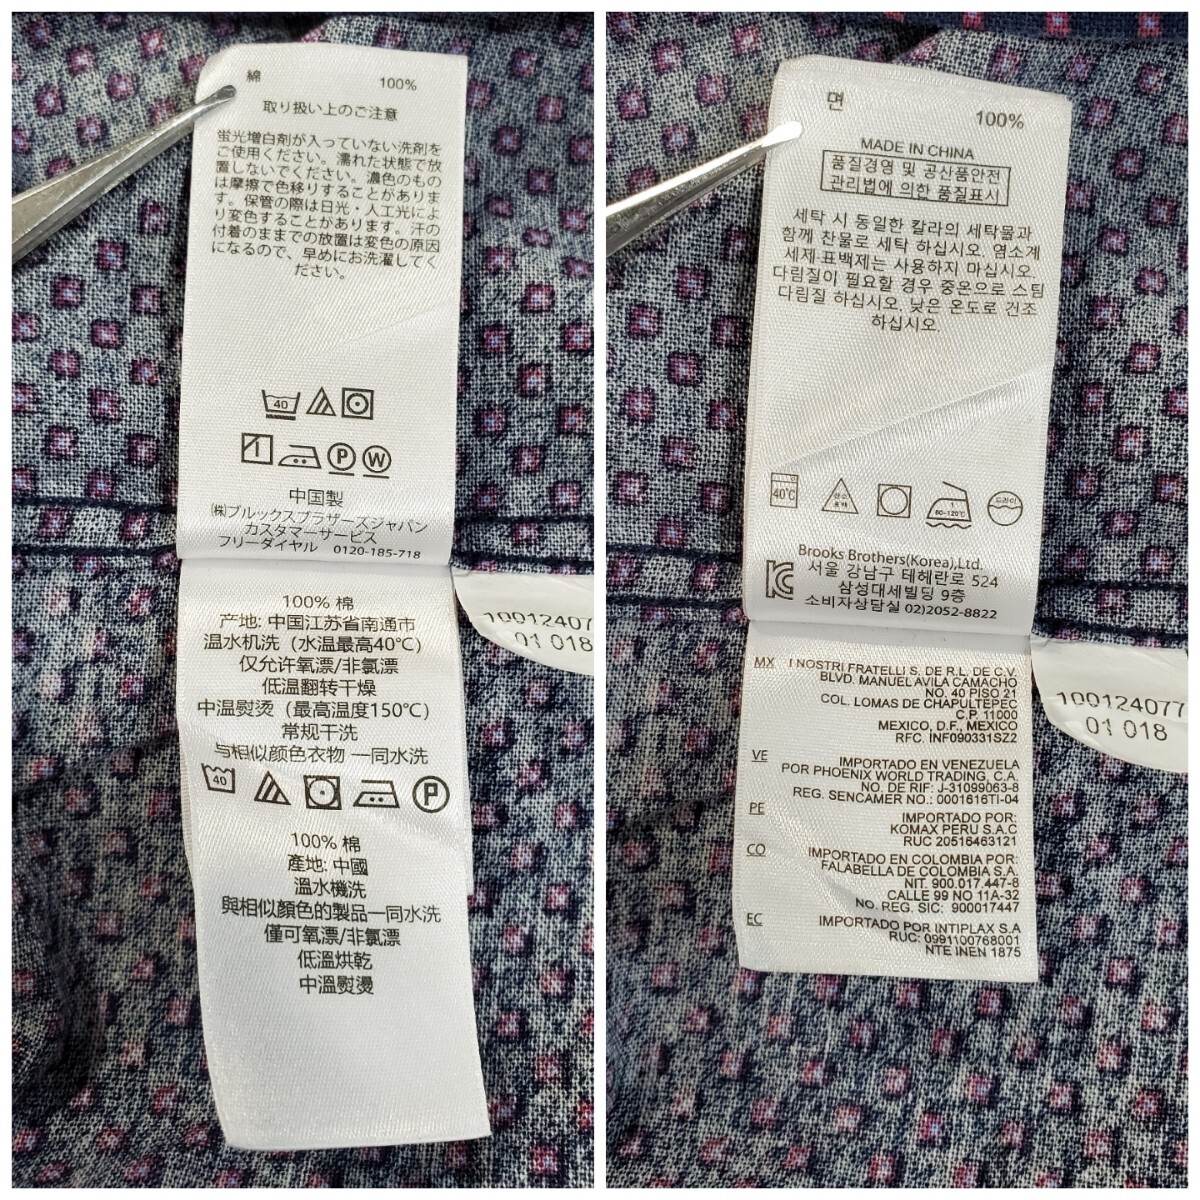 綿 100%
取り扱い上のご注意
蛍光増白剤が入っていない洗剤を
ご使用ください。濡れた状態で放
置しないでください。濃色のもの
は摩擦で色移りすることがありま
す。保管の際は日光・人工光によ
り変色することがあります。汗の
付着のままでの放置は変色の原因
になるので、早めにお洗濯してく
ださい。
40
P W
中国製
㈱ブルックスブラザーズジャパン
カスタマーサービス
フリーダイヤル 0120-185-718
100% 棉
产地: 中国江苏省南通市
温水机洗（水温最高40℃）
仅允许氧漂/非氯漂
低温翻转干燥
中温熨烫（最高温度150℃）
常规干洗
与相似颜色衣物 一同水洗
40 P
100% 棉
產地: 中國
溫水機洗
與相似顏色的製品一同水洗
僅可氧漂/非氯漂
低溫烘乾
中溫熨燙
10012407
01 018
면 100%
MADE IN CHINA
품질경영 및 공산품안전
관리법에 의한 품질표시
세탁 시 동일한 칼라의 세탁물과
함께 찬물로 세탁 하십시오. 염소계
세제 표백제는 사용하지 마십시오.
다림질이 필요할 경우 중온으로 스팀
다림질 하십시오. 낮은 온도로 건조
하십시오.
40℃ 산소 표백 80-120℃ 드라이
Brooks Brothers(Korea),Ltd.
서울 강남구 테헤란로 524
삼성대세빌딩 9층
소비자상담실 02)2052-8822
MX I NOSTRI FRATELLI S. DE R.L. DE C.V.
BLVD. MANUEL AVILA CAMACHO
NO. 40 PISO 21
COL. LOMAS DE CHAPULTEPEC
C.P. 11000
MEXICO, D.F., MEXICO
RFC. INF090331SZ2
VE IMPORTADO EN VENEZUELA
POR PHOENIX WORLD TRADING, C.A.
NO. DE RIF: J-31099063-8
REG. SENCAMER NO.: 0001616TI-04
PE IMPORTADO POR:
KOMAX PERU S.A.C
RUC 20516463121
CO IMPORTADO EN COLOMBIA POR:
FALABELLA DE COLOMBIA S.A.
NIT. 900.017.447-8
CALLE 99 NO 11A-32
NO. REG. SIC: 900017447
EC IMPORTADO POR INTIPLAX S.A
RUC: 0991100768001
NTE INEN 1875
100124077
01 018